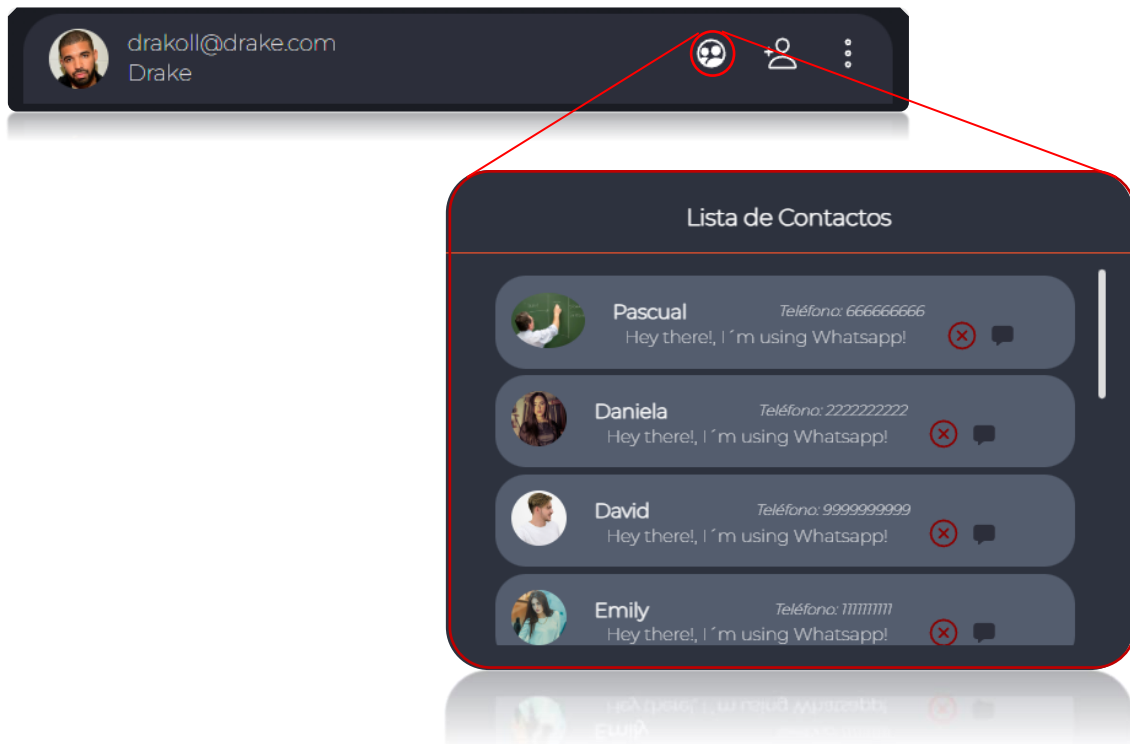 drakoll@drake.com
Drake
Lista de Contactos
Pascual Teléfono: 666666666
Hey there!, I´m using Whatsapp!
Daniela Teléfono: 2222222222
Hey there!, I´m using Whatsapp!
David Teléfono: 9999999999
Hey there!, I´m using Whatsapp!
Emily Teléfono: 1111111111
Hey there!, I´m using Whatsapp!